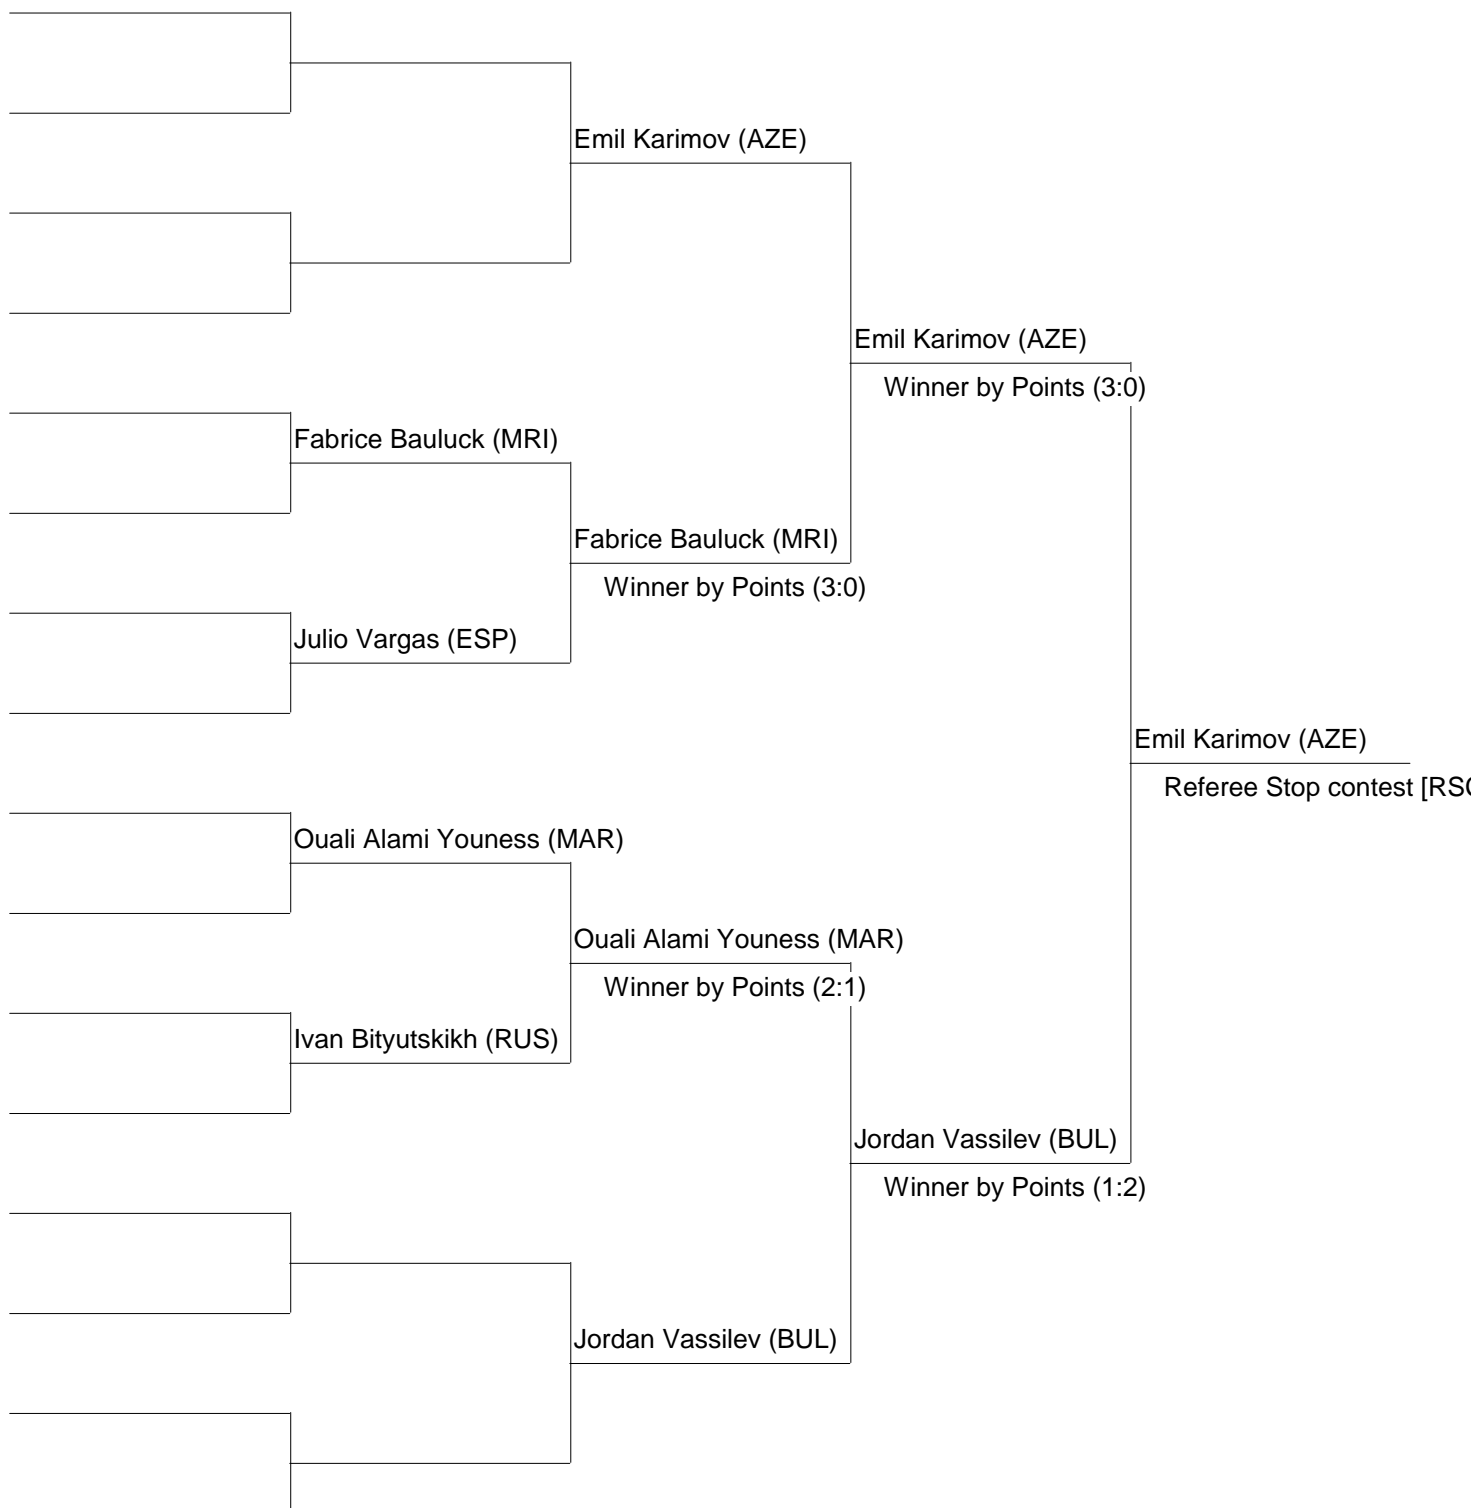 Emil Karimov (AZE)
Emil Karimov (AZE)
Winner by Points (3:0)
Fabrice Bauluck (MRI)
Fabrice Bauluck (MRI)
Winner by Points (3:0)
Julio Vargas (ESP)
Emil Karimov (AZE)
Referee Stop contest [RSC
Ouali Alami Youness (MAR)
Ouali Alami Youness (MAR)
Winner by Points (2:1)
Ivan Bityutskikh (RUS)
Jordan Vassilev (BUL)
Winner by Points (1:2)
Jordan Vassilev (BUL)